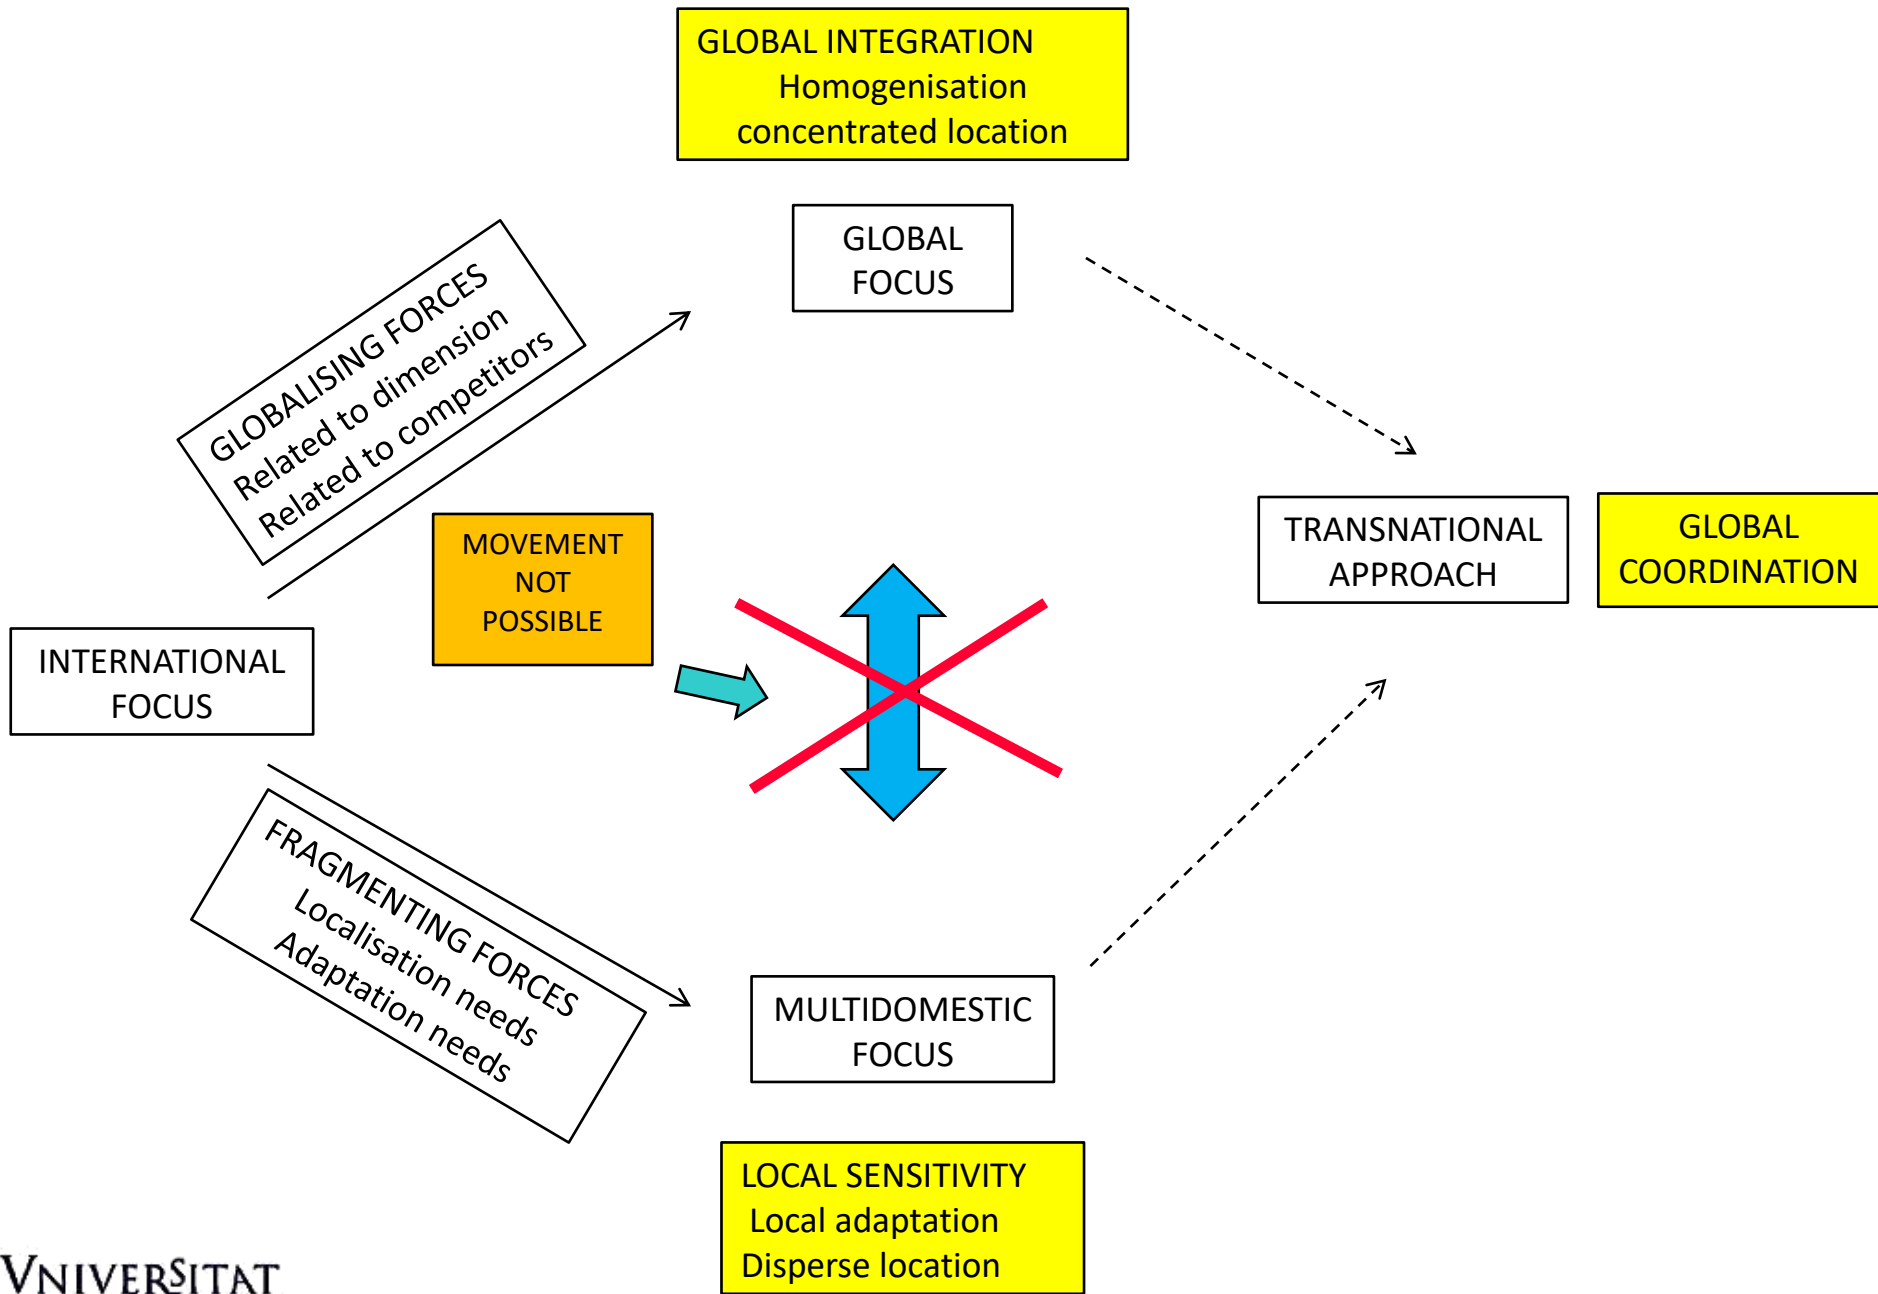 GLOBAL INTEGRATION
Homogenisation
concentrated location
GLOBAL
FOCUS
GLOBALISING FORCES
Related to dimension
Related to competitors
MOVEMENT
NOT
POSSIBLE
TRANSNATIONAL
APPROACH
GLOBAL
COORDINATION
INTERNATIONAL
FOCUS
FRAGMENTING FORCES
Localisation needs
Adaptation needs
MULTIDOMESTIC
FOCUS
LOCAL SENSITIVITY
Local adaptation
Disperse location
VNIVERSITAT